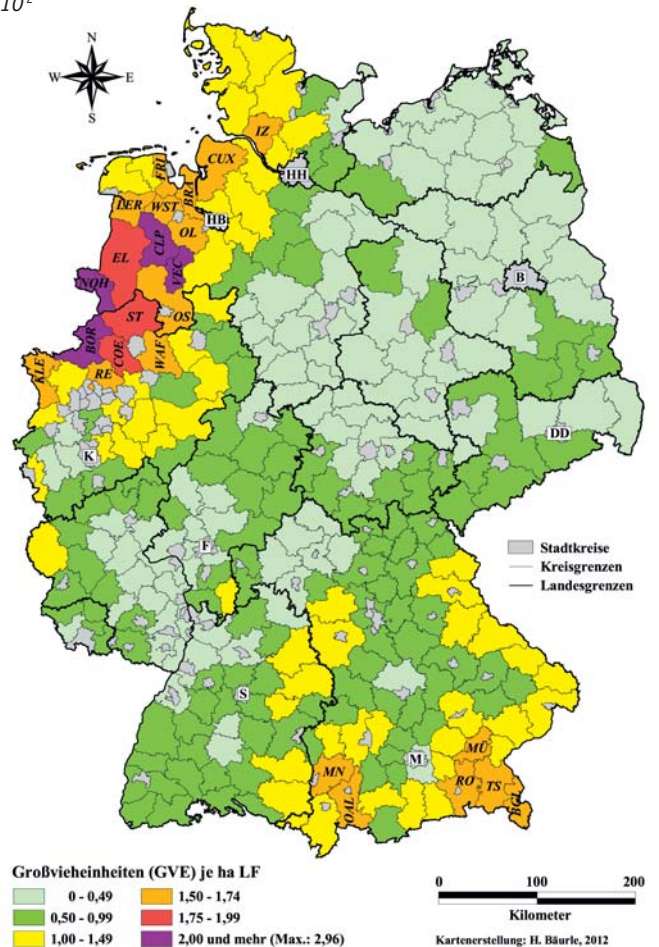 10²
N
W E
S
IZ
CUX
FRI
BRA
HH
LER
WST
HB
OL
EL
CLP
VEC
NOH
B
ST
OS
BOR
COE
WAF
KLE
RE
K
DD
F
Stadtkreise
Kreisgrenzen
Landesgrenzen
S
M
MÜ
MN
OAL
RO
TS
BGL
Großvieheinheiten (GVE) je ha LF
0 - 0,49
1,50 - 1,74
0,50 - 0,99
1,75 - 1,99
1,00 - 1,49
2,00 und mehr (Max.: 2,96)
0 100 200
Kilometer
Kartenerstellung: H. Bäurle, 2012